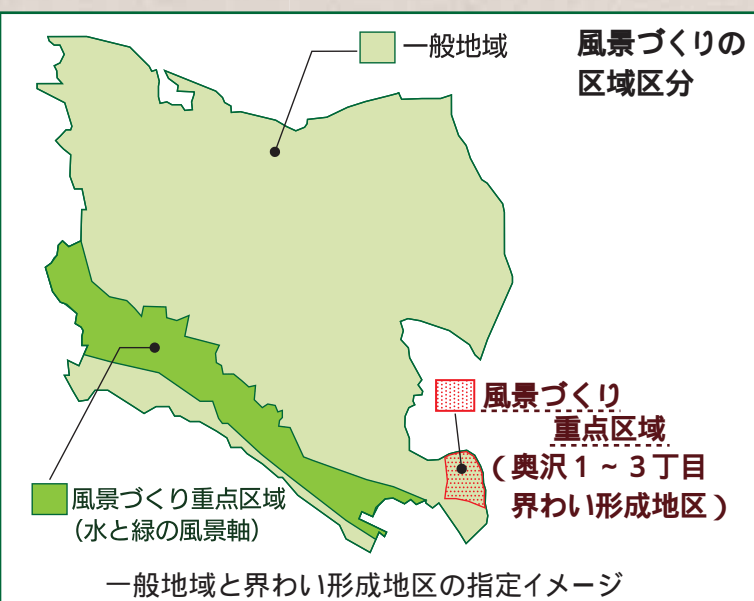 風景づくりの
区域区分
一般地域
風景づくり
重点区域
(奥沢1~3丁目
界わい形成地区)
風景づくり重点区域
(水と緑の風景軸)
一般地域と界わい形成地区の指定イメージ